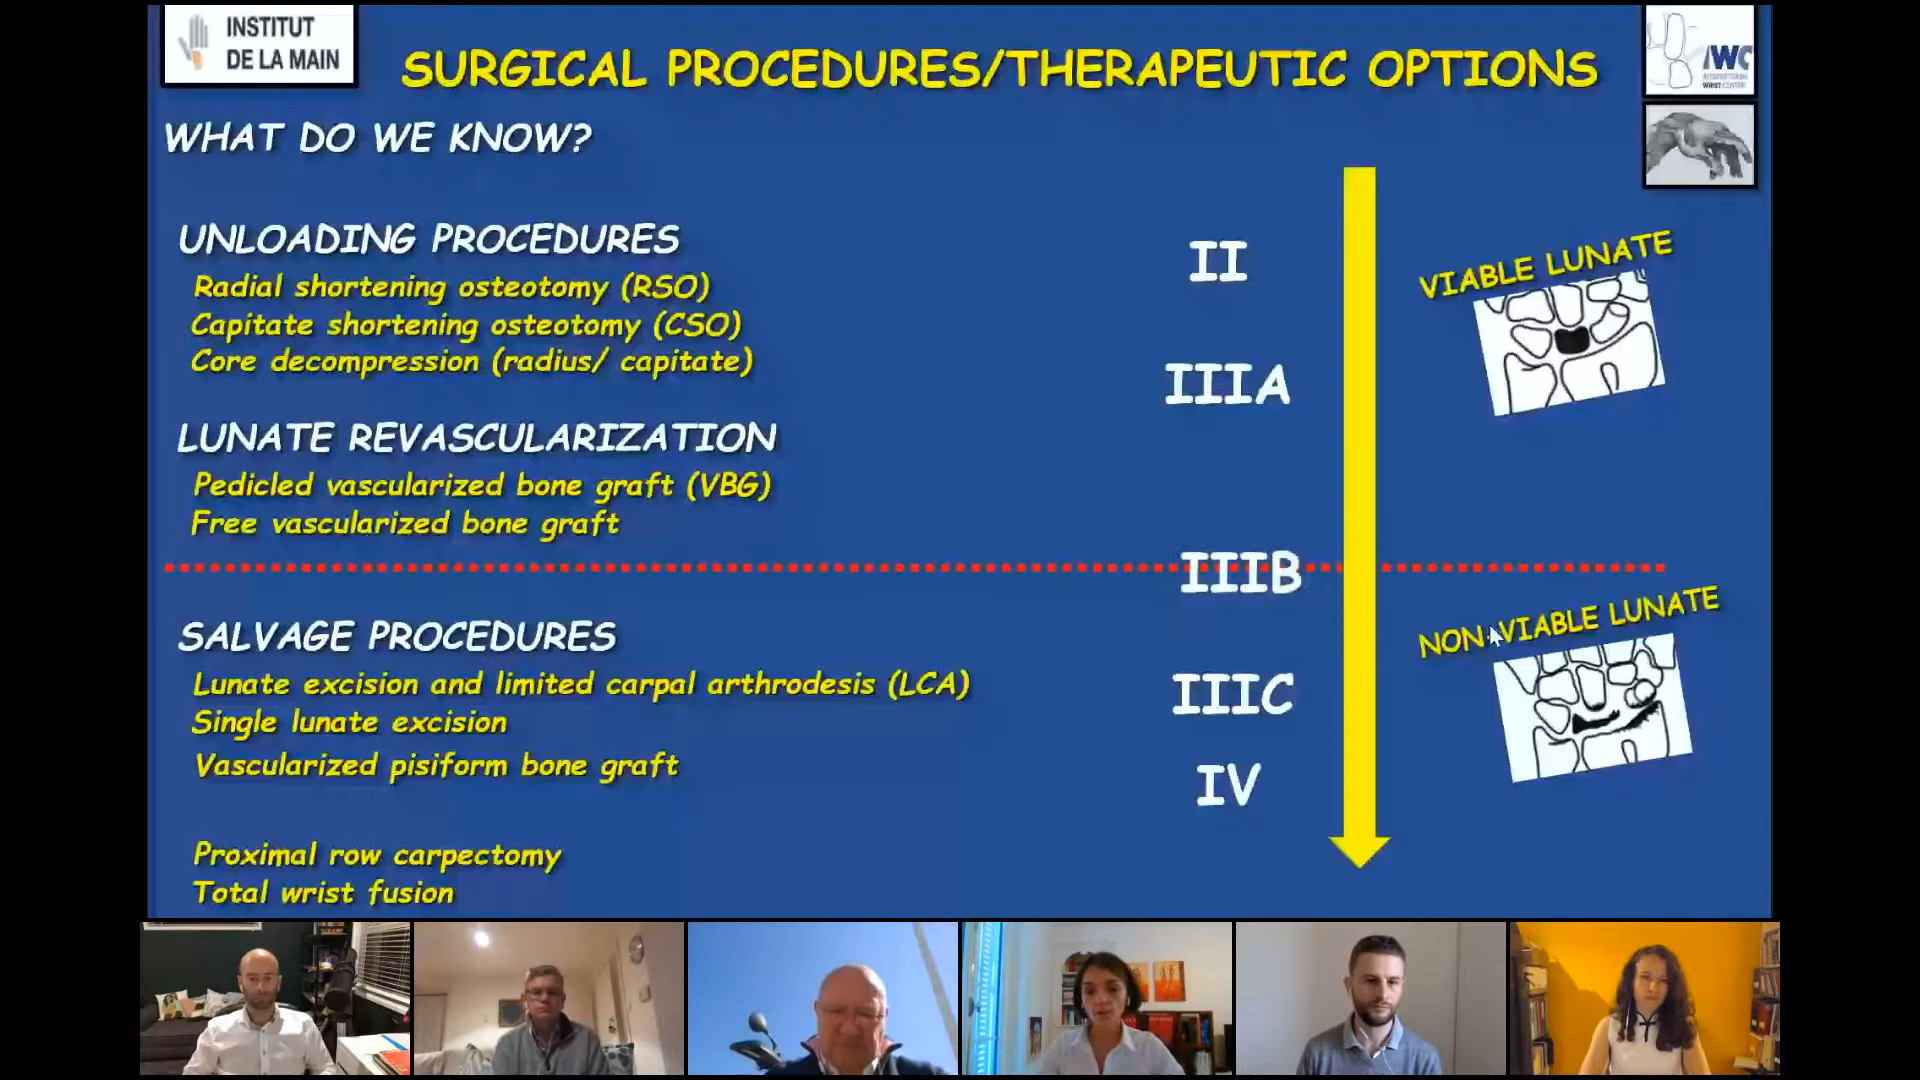 INSTITUT
DE LA MAIN
SURGICAL PROCEDURES/THERAPEUTIC OPTIONS
IWC
WRIST CENTER
WHAT DO WE KNOW?
UNLOADING PROCEDURES
Radial shortening osteotomy (RSO)
Capitate shortening osteotomy (CSO)
Core decompression (radius/ capitate)
II
IIIA
VIABLE LUNATE
LUNATE REVASCULARIZATION
Pedicled vascularized bone graft (VBG)
Free vascularized bone graft
IIIB
NON-VIABLE LUNATE
SALVAGE PROCEDURES
Lunate excision and limited carpal arthrodesis (LCA)
Single lunate excision
Vascularized pisiform bone graft
IIIC
IV
Proximal row carpectomy
Total wrist fusion